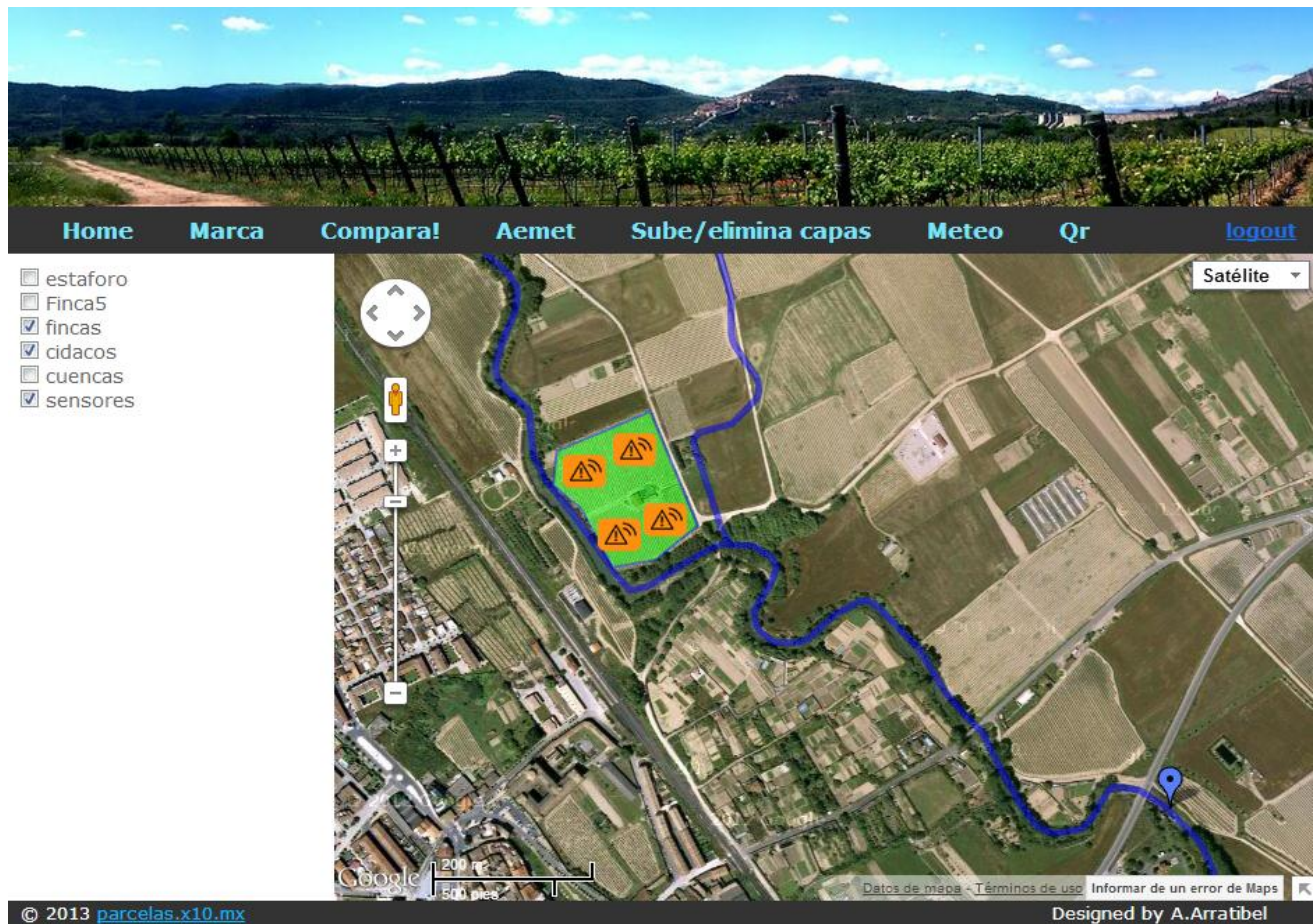 Home Marca Compara! Aemet Sube/elimina capas Meteo Qr logout
estaforo
Finca5
fincas
cidacos
cuencas
sensores
Satélite
200 m
500 pies
Google
Datos de mapa - Términos de uso Informar de un error de Maps
© 2013 parcelas.x10.mx Designed by A.Arratibel